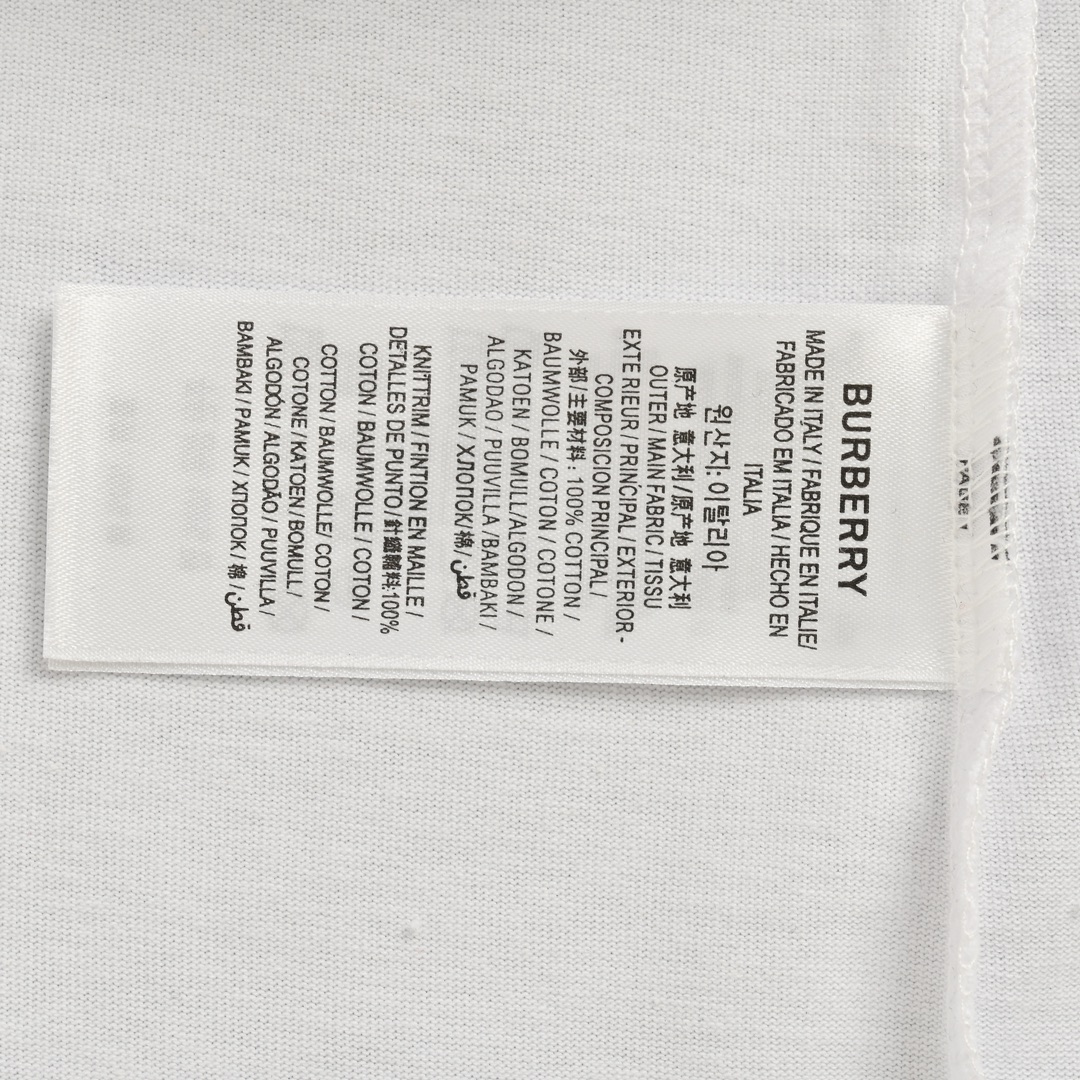 BURBERRY
MADE IN ITALY / FABRIQUE EN ITALIE/
FABRICADO EM ITALIA / HECHO EN
ITALIA
원산지: 이탈리아
原产地 意大利 / 原产地 意大利
OUTER / MAIN FABRIC / TISSU
EXTERIEUR / PRINCÍPAL / EXTERIOR -
COMPOSICION PRINCIPAL /
外部 / 主要材料 : 100% COTTON /
BAUMWOLLE / COTON / COTONE /
KATOEN / BOMULL/ALGODON /
ALGODAO / PUUVILLA /BAMBAKI /
PAMUK / ХЛОПОК/棉/ قطن
KNITTRIM / FINTION EN MAILLE /
DETALLES DE PUNTO/ 針織輔料:100%
COTON / BAUMWOLLE / COTON /
COTTON / BAUMWOLLE/ COTON /
COTONE / KATOEN / BOMULL /
ALGODÓN / ALGODÃO / PUUVILLA /
BAMBAKI / PAMUK / ХЛОПОК / 棉 / قطن